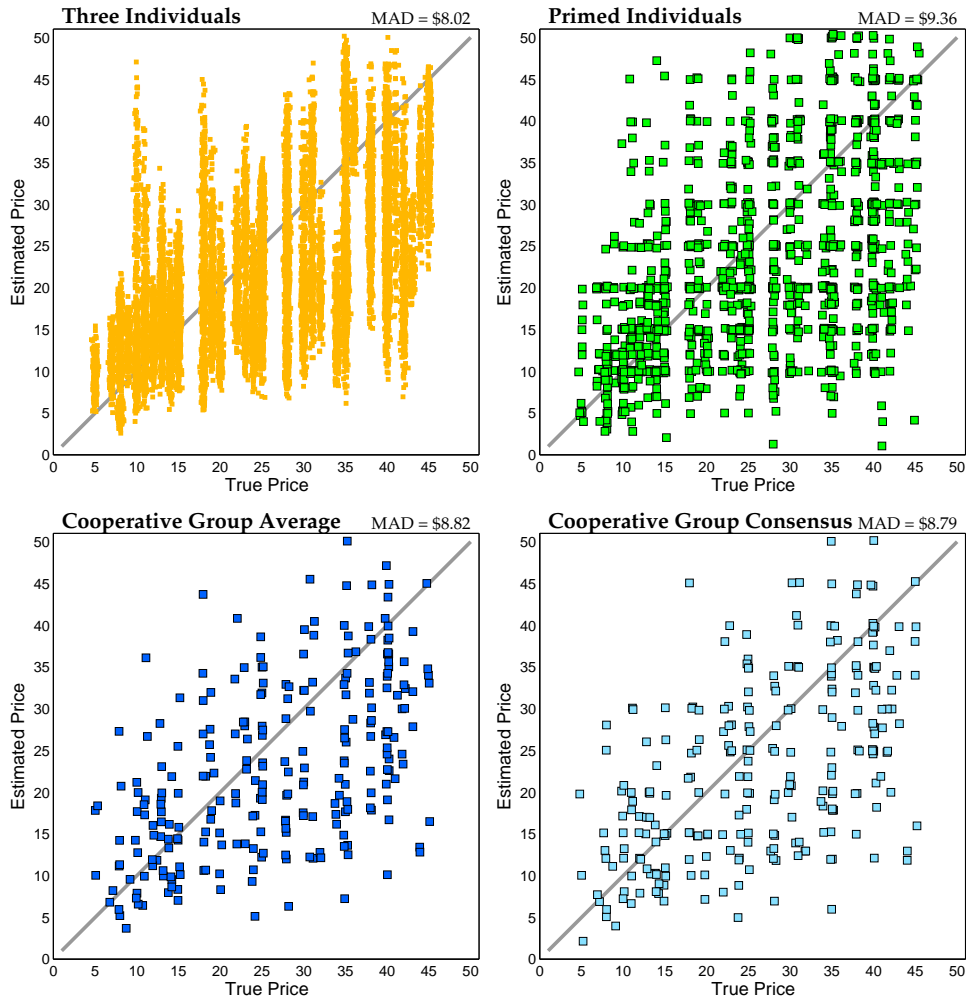 Three Individuals MAD = $8.02
50
45
40
35
30
25
20
15
10
5
0
Estimated Price
0 5 10 15 20 25 30 35 40 45 50
True Price
Primed Individuals MAD = $9.36
50
45
40
35
30
25
20
15
10
5
0
Estimated Price
0 5 10 15 20 25 30 35 40 45 50
True Price
Cooperative Group Average MAD = $8.82
50
45
40
35
30
25
20
15
10
5
0
Estimated Price
0 5 10 15 20 25 30 35 40 45 50
True Price
Cooperative Group Consensus MAD = $8.79
50
45
40
35
30
25
20
15
10
5
0
Estimated Price
0 5 10 15 20 25 30 35 40 45 50
True Price